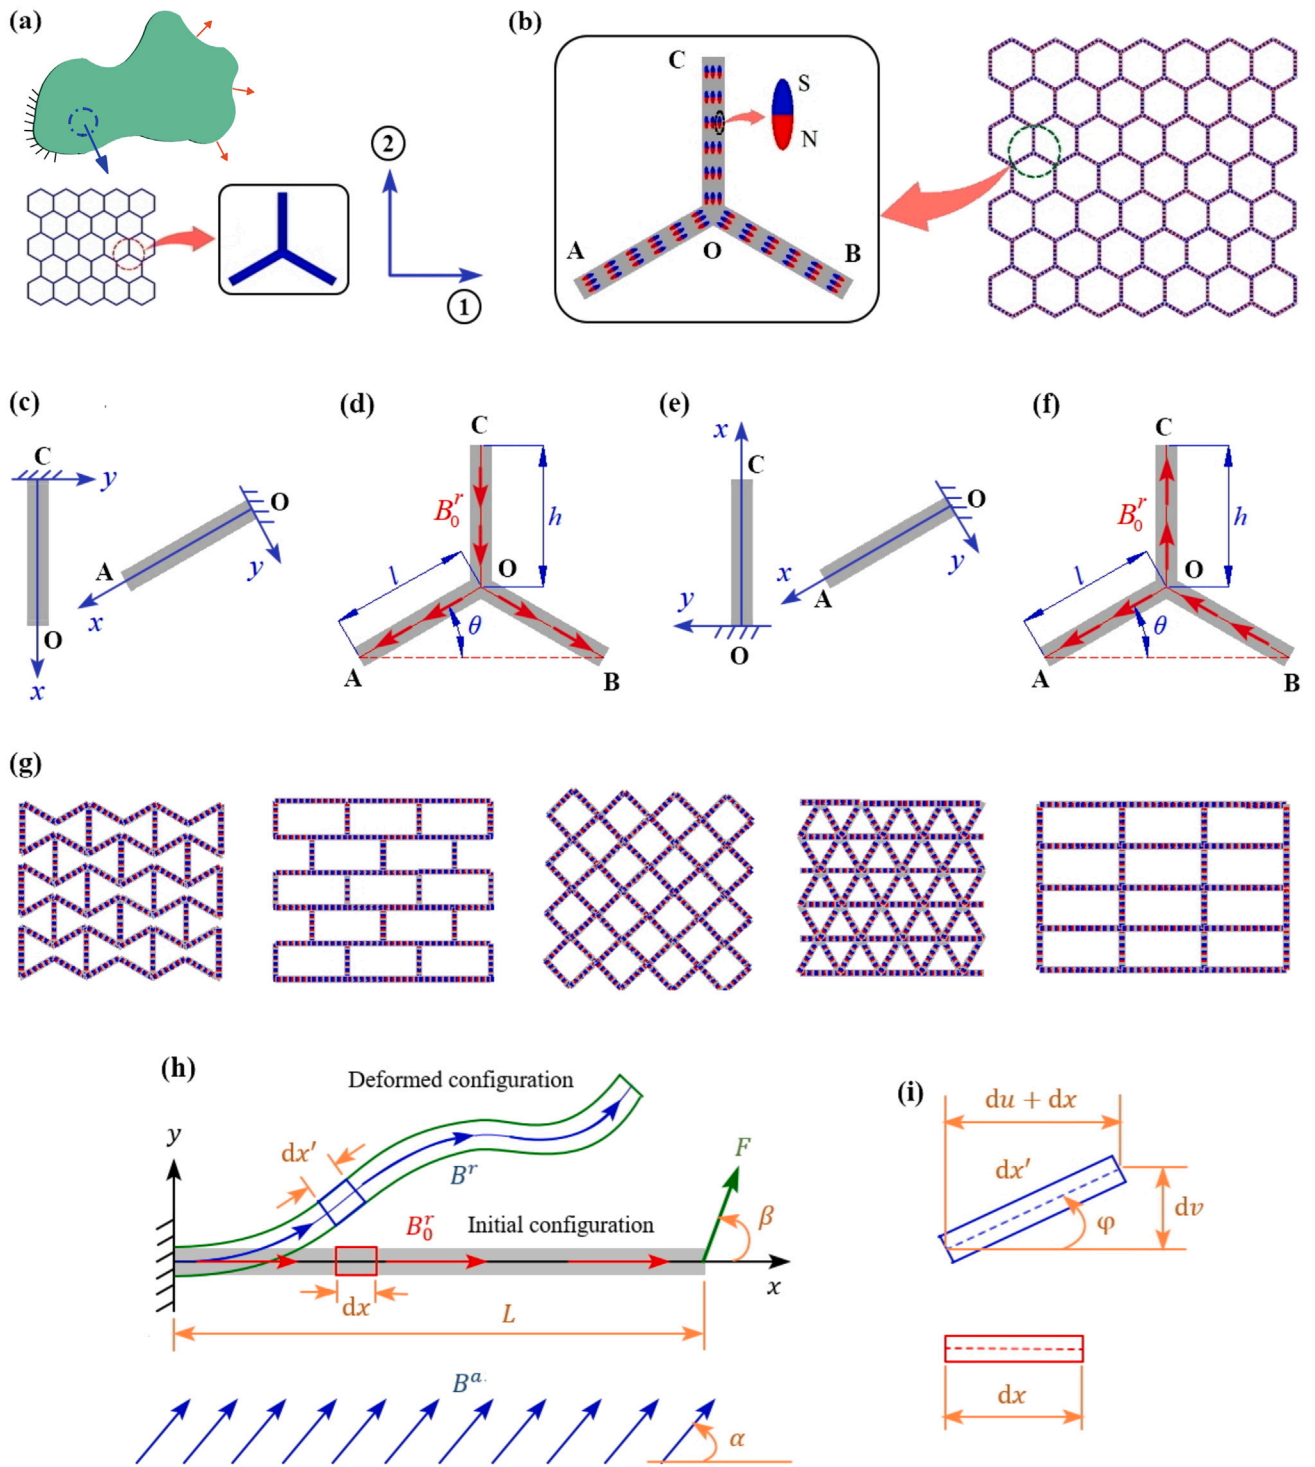 (a)
②
①
(b)
C
S
N
A
O
B
(c)
C
y
O
A
y
O
x
x
(d)
C
B₀ʳ
h
l
O
θ
A
B
(e)
x
C
O
y
x
y
A
O
(f)
C
B₀ʳ
h
l
O
θ
A
B
(g)
(h)
Deformed configuration
y
dx′
Bʳ
F
B₀ʳ
Initial configuration
β
x
dx
L
Bᵃ
α
(i)
du + dx
dx′
dv
φ
dx